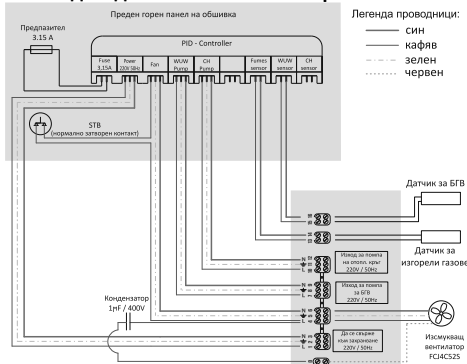 Преден горен панел на обшивка
Легенда проводници:
син
кафяв
зелен
червен
Предпазител
3.15 A
PID - Controller
Fuse
3,15A
Power
220V 50Hz
Fan
WUW
Pump
CH
Pump
Fumes
sensor
WUW
sensor
CH
sensor
STB
(нормално затворен контакт)
Датчик за БГВ
Датчик за
изгорели газове
Изход за помпа
на отопл. кръг
220V / 50Hz
Изход за помпа
за БГВ
220V / 50Hz
Кондензатор
1μF / 400V
Да се свърже
към захранване
220V / 50Hz
Изсмукващ
вентилатор
FCJ4C52S